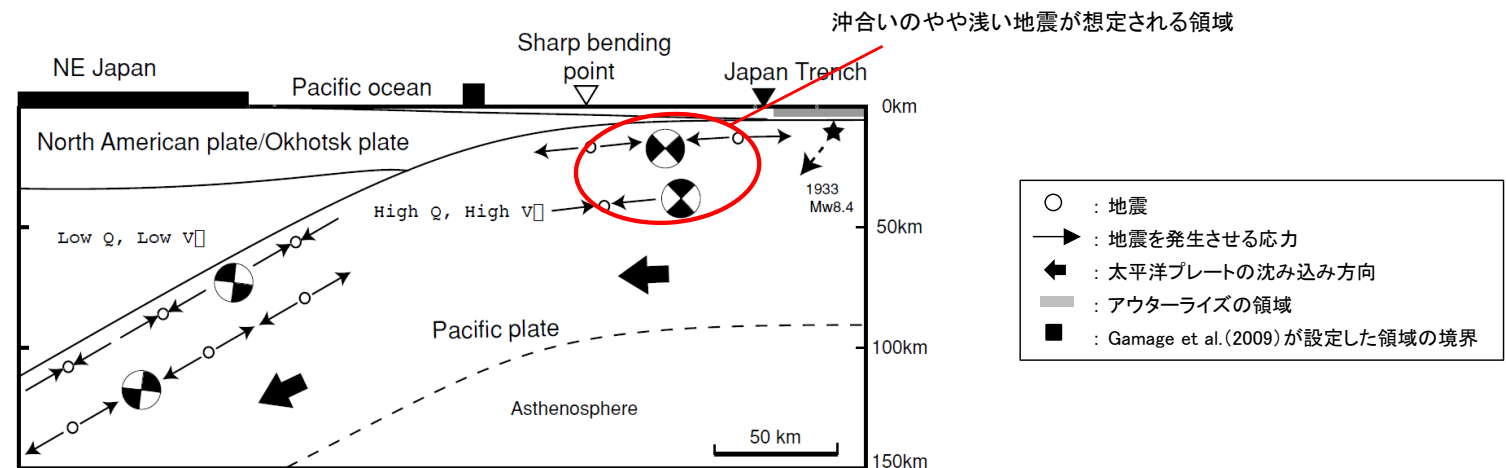 沖合いのやや浅い地震が想定される領域
Sharp bending
point
NE Japan
Pacific ocean
Japan Trench
0km
North American plate/Okhotsk plate
1933
Mw8.4
High Q, High V
Low Q, Low V
50km
Pacific plate
100km
Asthenosphere
50 km
150km
○ : 地震
: 地震を発生させる応力
: 太平洋プレートの沈み込み方向
: アウターライズの領域
■ : Gamage et al.(2009)が設定した領域の境界